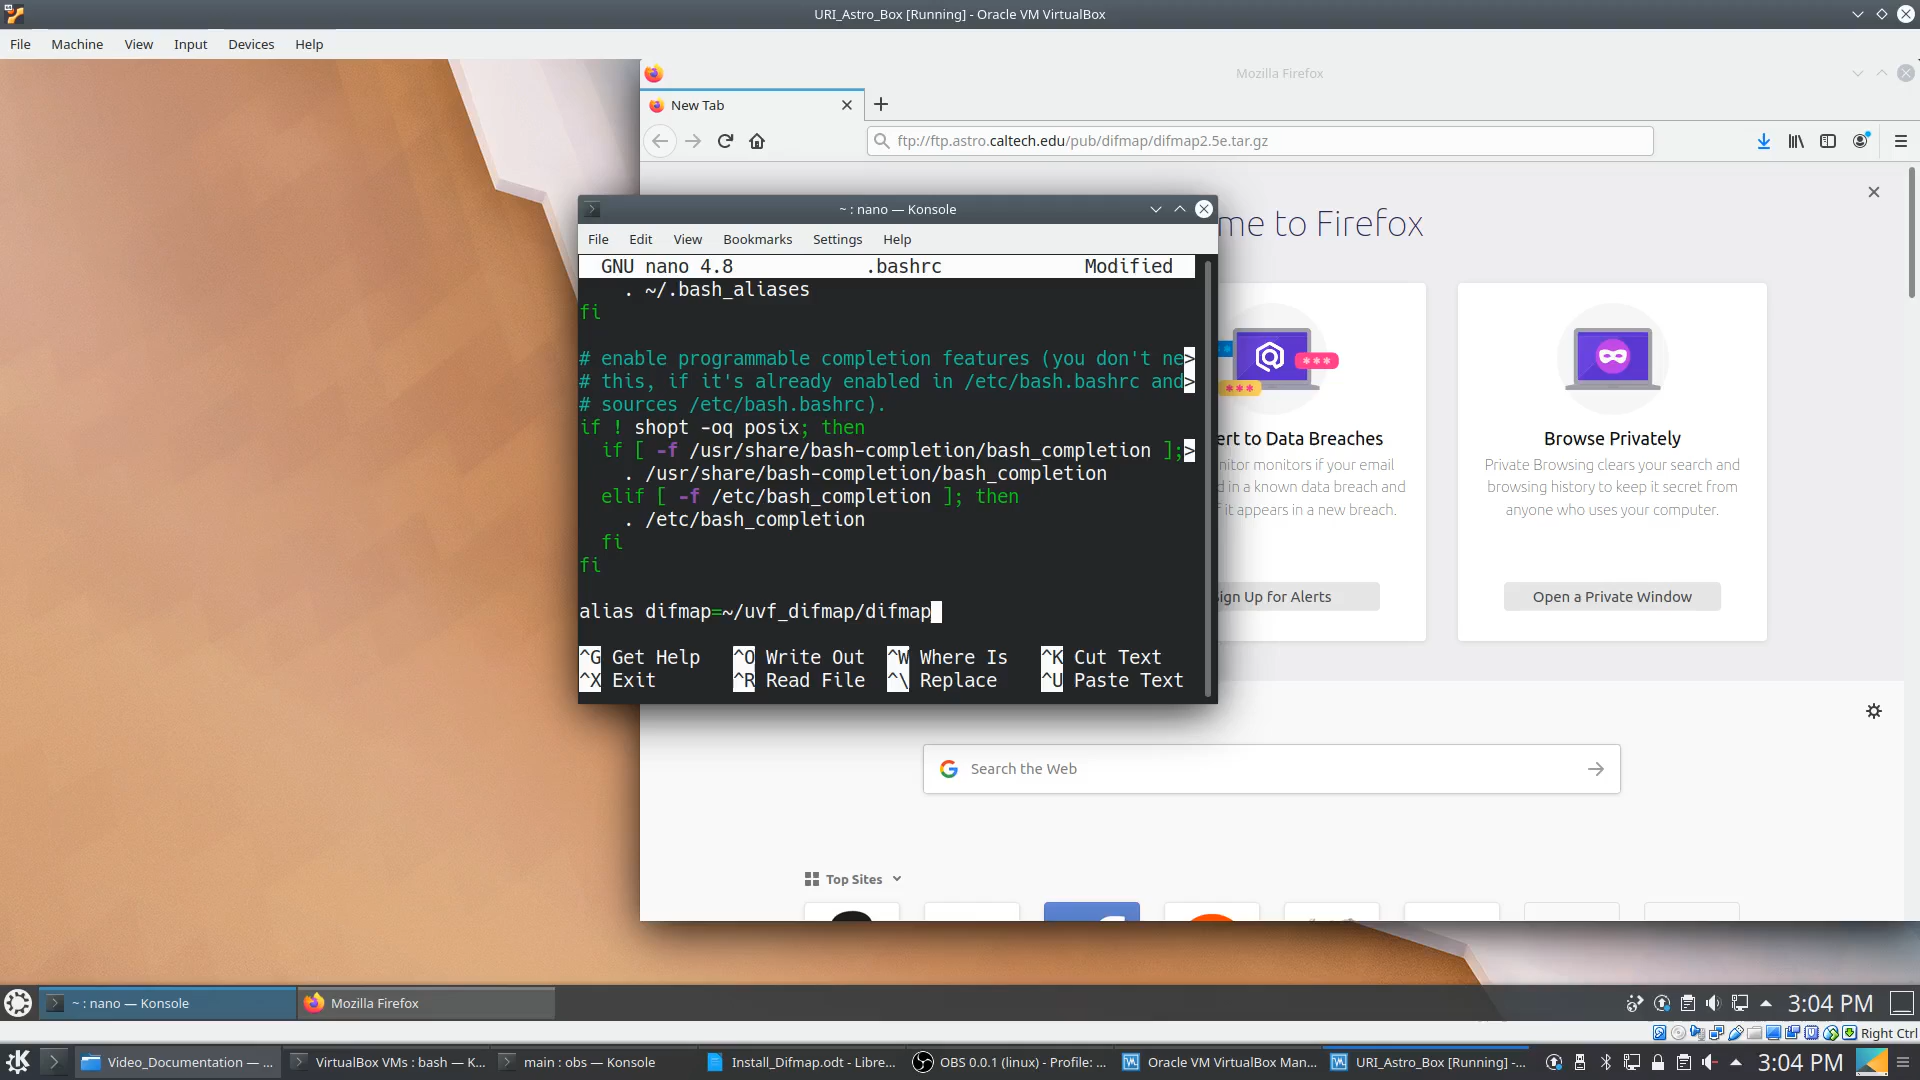 URI_Astro_Box [Running] - Oracle VM VirtualBox
File Machine View Input Devices Help
Mozilla Firefox
New Tab
ftp://ftp.astro.caltech.edu/pub/difmap/difmap2.5e.tar.gz
~ : nano — Konsole
me to Firefox
File Edit View Bookmarks Settings Help
GNU nano 4.8 .bashrc Modified
. ~/.bash_aliases
fi
# enable programmable completion features (you don't ne>
# this, if it's already enabled in /etc/bash.bashrc and>
# sources /etc/bash.bashrc).
if ! shopt -oq posix; then
if [ -f /usr/share/bash-completion/bash_completion ];>
. /usr/share/bash-completion/bash_completion
elif [ -f /etc/bash_completion ]; then
. /etc/bash_completion
fi
fi
alias difmap=~/uvf_difmap/difmap
^G Get Help ^O Write Out ^W Where Is ^K Cut Text
^X Exit ^R Read File ^\ Replace ^U Paste Text
***
***
ert to Data Breaches
nitor monitors if your email
d in a known data breach and
f it appears in a new breach.
Sign Up for Alerts
Browse Privately
Private Browsing clears your search and
browsing history to keep it secret from
anyone who uses your computer.
Open a Private Window
Search the Web
Top Sites
~ : nano — Konsole Mozilla Firefox 3:04 PM
Right Ctrl
Video_Documentation — ... VirtualBox VMs : bash — K... main : obs — Konsole Install_Difmap.odt - Libre... OBS 0.0.1 (linux) - Profile: ... Oracle VM VirtualBox Man... URI_Astro_Box [Running] -... 3:04 PM